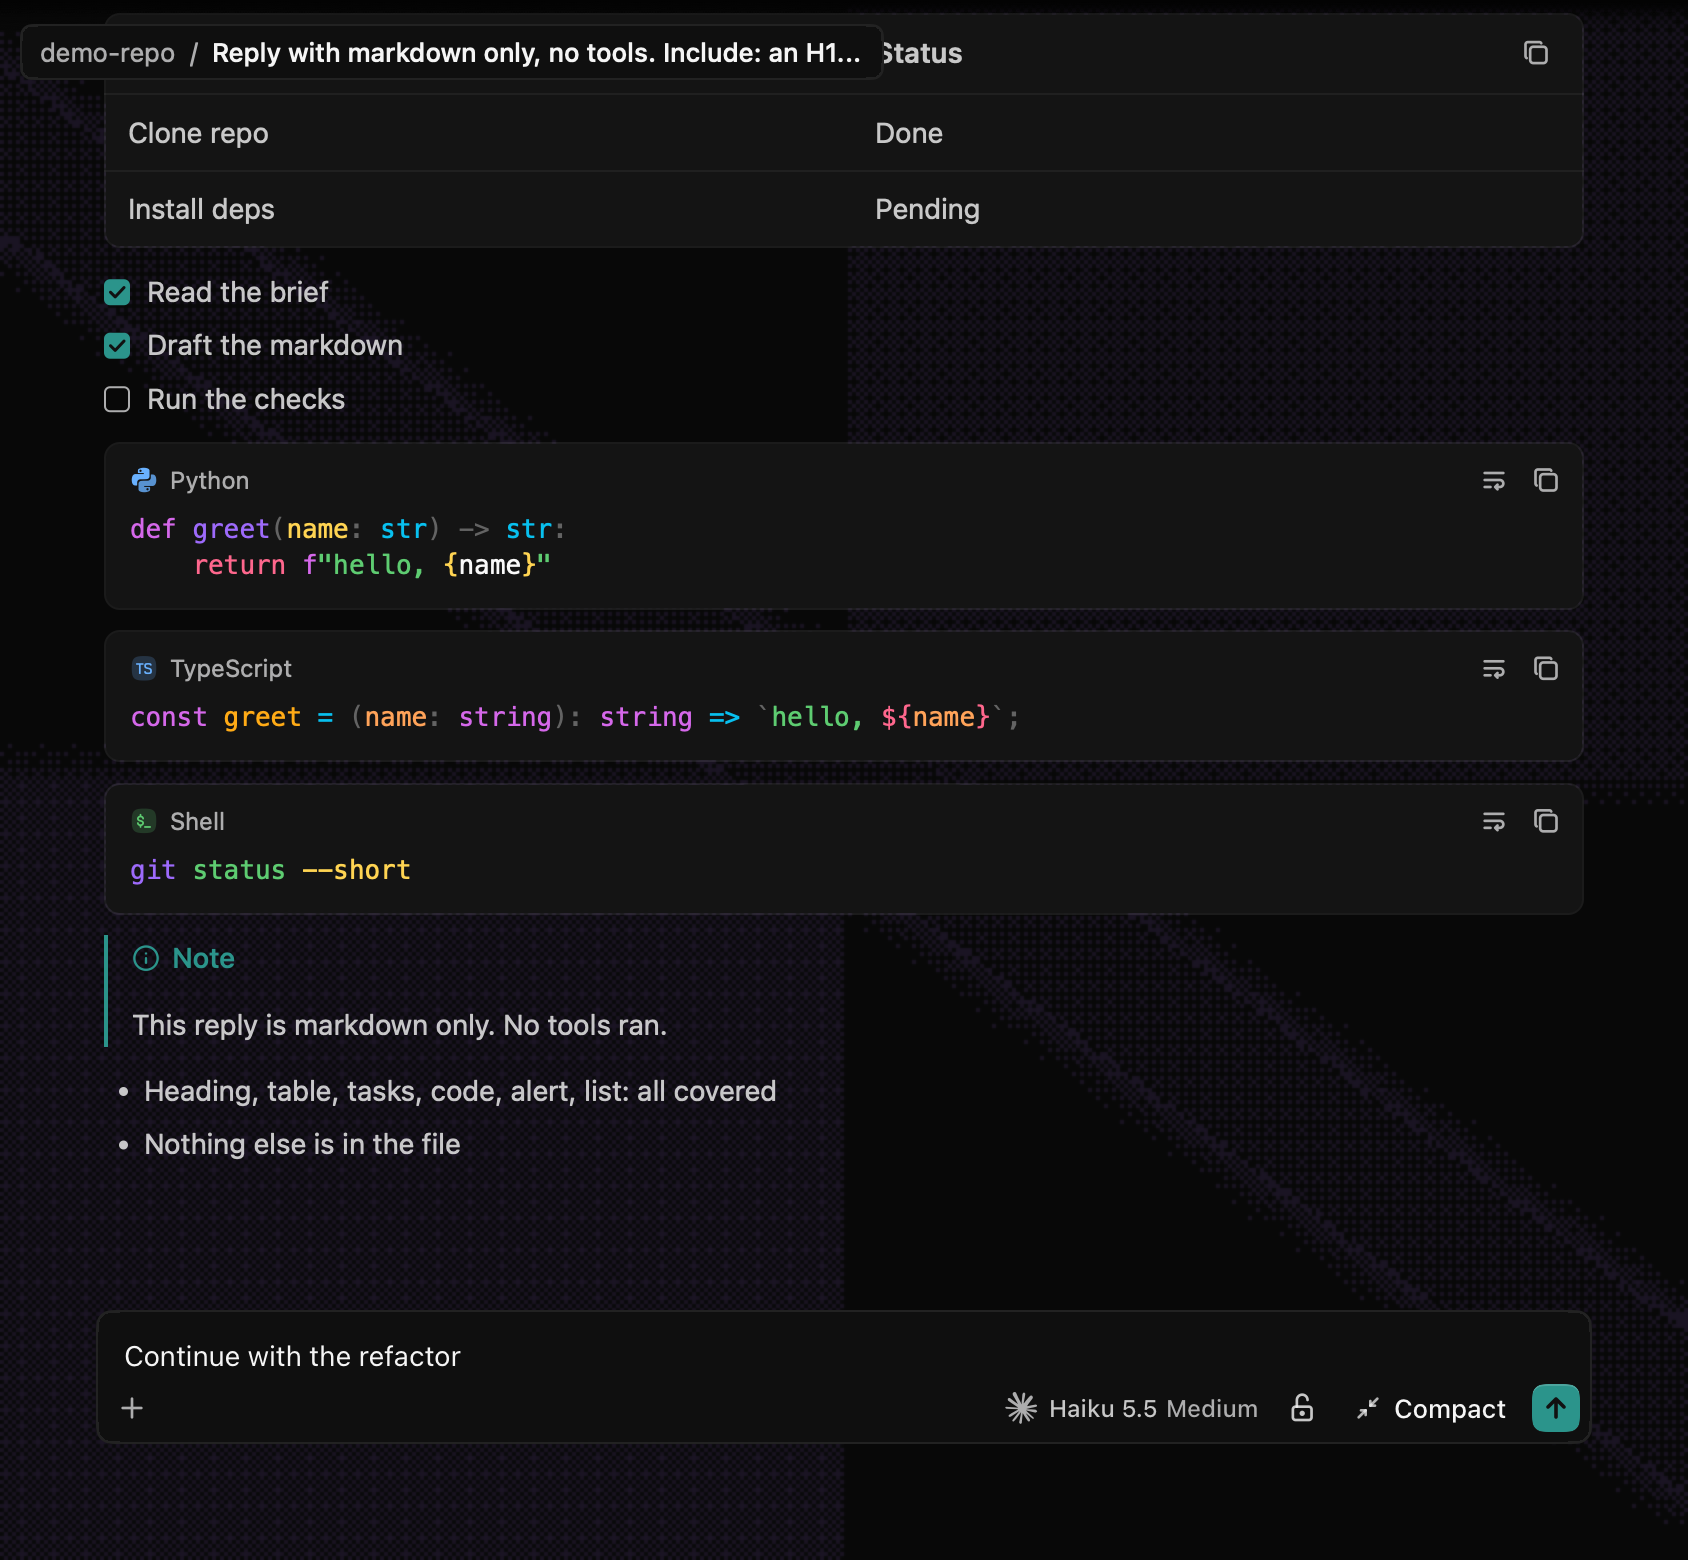 demo-repo / Reply with markdown only, no tools. Include: an H1...
Status
Clone repo Done
Install deps Pending
Read the brief
Draft the markdown
Run the checks
Python
def greet(name: str) -> str:
    return f"hello, {name}"
TS TypeScript
const greet = (name: string): string => `hello, ${name}`;
$_ Shell
git status --short
Note
This reply is markdown only. No tools ran.
• Heading, table, tasks, code, alert, list: all covered
• Nothing else is in the file
Continue with the refactor
Haiku 5.5 Medium Compact